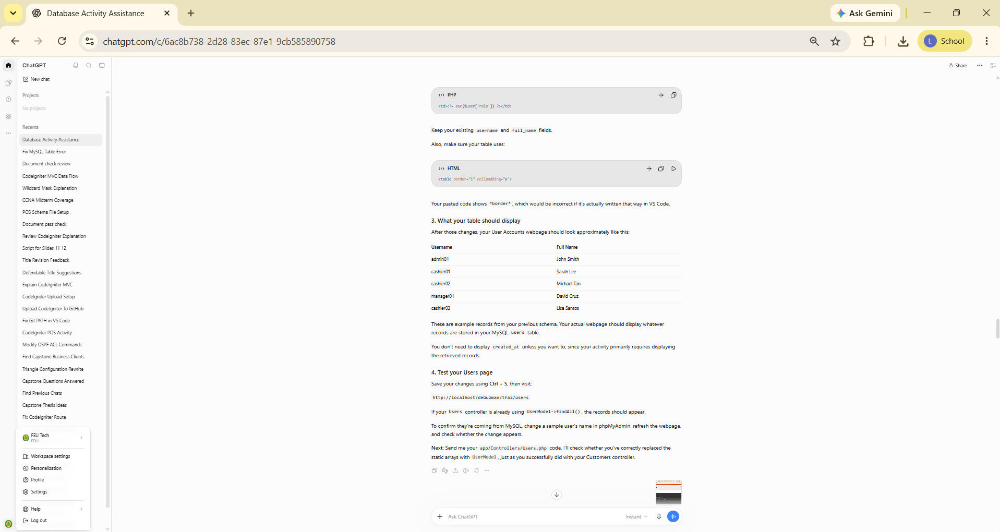 Database Activity Assistance
Ask Gemini
chatgpt.com/c/6ac8b738-2d28-83ec-87e1-9cb585890758
L School
ChatGPT
Share
New chat
Projects
No projects
Recents
Database Activity Assistance
Fix MySQL Table Error
Document check review
CodeIgniter MVC Data Flow
Wildcard Mask Explanation
CCNA Midterm Coverage
POS Schema File Setup
Document pass check
Review CodeIgniter Explanation
Script for Slides 11 12
Title Revision Feedback
Defendable Title Suggestions
Explain CodeIgniter MVC
CodeIgniter Upload Setup
Upload CodeIgniter To GitHub
Fix Git PATH in VS Code
CodeIgniter POS Activity
Modify OSPF ACL Commands
Find Capstone Business Clients
Triangle Configuration Rewrite
Capstone Questions Answered
Find Previous Chats
Capstone Thesis Ideas
Fix CodeIgniter Route
FEU Tech
EDU
Workspace settings
Personalization
Profile
Settings
Help
Log out
PHP
<td><?= esc($user['role']) ?></td>
Keep your existing username and full_name fields.
Also, make sure your table uses:
HTML
<table border="1" cellpadding="8">
Your pasted code shows *border*, which would be incorrect if it's actually written that way in VS Code.
3. What your table should display
After those changes, your User Accounts webpage should look approximately like this:
Username Full Name
admin01 John Smith
cashier01 Sarah Lee
cashier02 Michael Tan
manager01 David Cruz
cashier03 Lisa Santos
These are example records from your previous schema. Your actual webpage should display whatever
records are stored in your MySQL users table.
You don't need to display created_at unless you want to, since your activity primarily requires displaying
the retrieved records.
4. Test your Users page
Save your changes using Ctrl + S, then visit:
http://localhost/deGuzman/tfa2/users
If your Users controller is already using UserModel->findAll(), the records should appear.
To confirm they're coming from MySQL, change a sample user's name in phpMyAdmin, refresh the webpage,
and check whether the change appears.
Next: Send me your app/Controllers/Users.php code. I'll check whether you've correctly replaced the
static arrays with UserModel, just as you successfully did with your Customers controller.
Ask ChatGPT
Instant